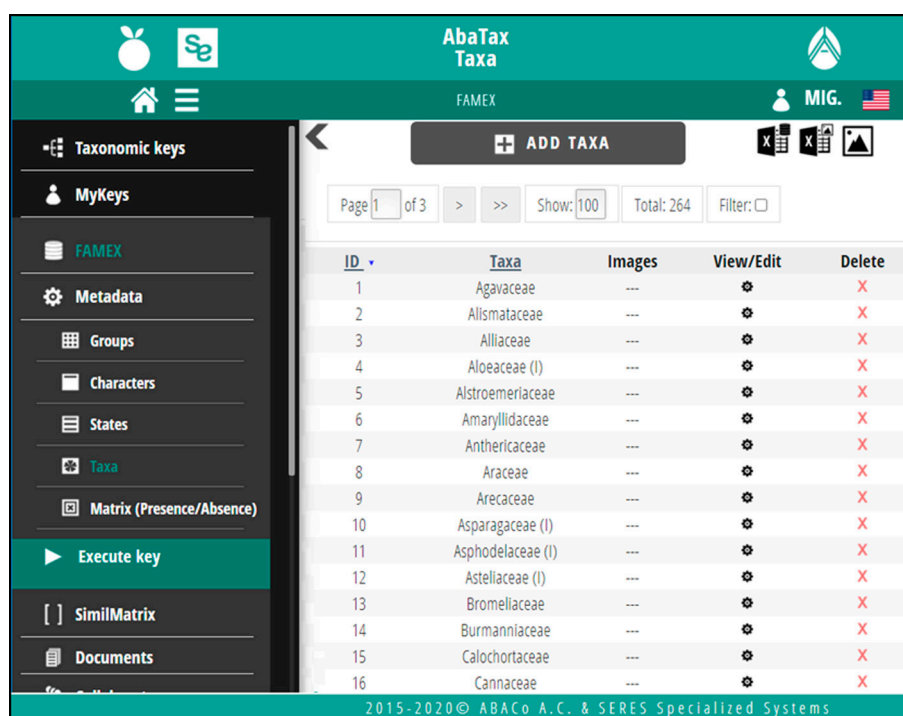 Se
AbaTax
Taxa
FAMEX
MIG.
Taxonomic keys
MyKeys
FAMEX
Metadata
Groups
Characters
States
Taxa
Matrix (Presence/Absence)
Execute key
[ ] SimilMatrix
Documents
ADD TAXA
Page 1 of 3 > >> Show: 100 Total: 264 Filter:
ID Taxa Images View/Edit Delete
1 Agavaceae --- X
2 Alismataceae --- X
3 Alliaceae --- X
4 Aloeaceae (I) --- X
5 Alstroemeriaceae --- X
6 Amaryllidaceae --- X
7 Anthericaceae --- X
8 Araceae --- X
9 Arecaceae --- X
10 Asparagaceae (I) --- X
11 Asphodelaceae (I) --- X
12 Asteliaceae (I) --- X
13 Bromeliaceae --- X
14 Burmanniaceae --- X
15 Calochortaceae --- X
16 Cannaceae --- X
2015-2020© ABACo A.C. & SERES Specialized Systems